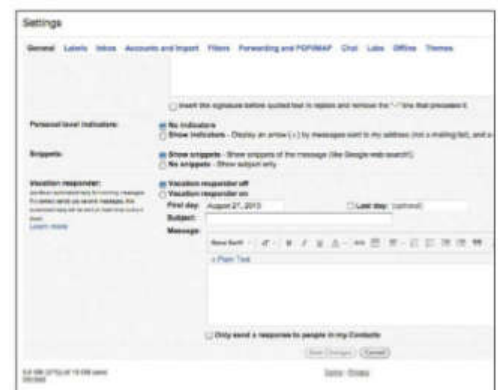 Settings
General Labels Inbox Accounts and Import Filters Forwarding and POP/IMAP Chat Labs Offline Themes
Insert this signature before quoted text in replies and remove the "--" line that precedes it.
Personal level indicators:
No indicators
Show indicators - Display an arrow ( › ) by messages sent to my address (not a mailing list), and a
Snippets:
Show snippets - Show snippets of the message (like Google web search!)
No snippets - Show subject only
Vacation responder:
Vacation responder off
Vacation responder on
Learn more
First day: August 27, 2013 Last day: (optional)
Subject:
Message:
Sans Serif
« Plain Text
Only send a response to people in my Contacts
Save Changes Cancel
Terms - Privacy